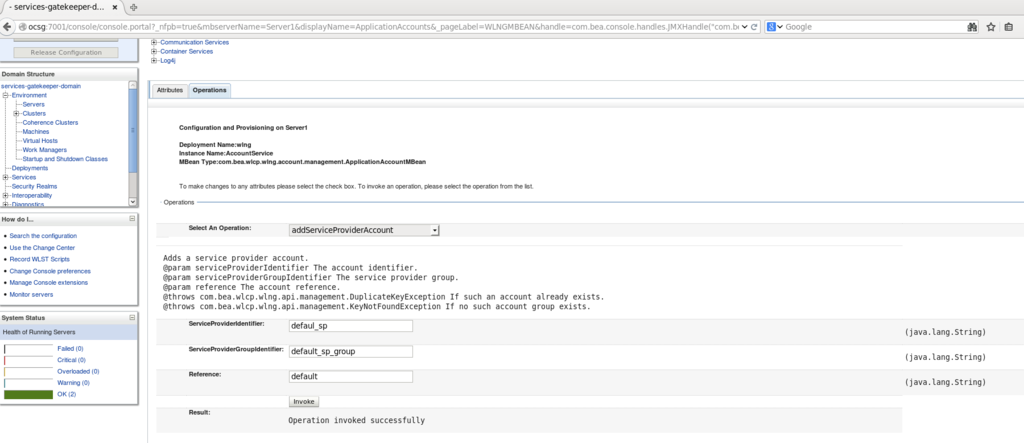 - services-gatekeeper-d...
ocsg:7001/console/console.portal?_nfpb=true&mbserverName=Server1&displayName=ApplicationAccounts&_pageLabel=WLNGMBEAN&handle=com.bea.console.handles.JMXHandle("com.be
Google
Release Configuration
Domain Structure
services-gatekeeper-domain
Environment
Servers
Clusters
Coherence Clusters
Machines
Virtual Hosts
Work Managers
Startup and Shutdown Classes
Deployments
Services
Security Realms
Interoperability
Diagnostics
How do I...
Search the configuration
Use the Change Center
Record WLST Scripts
Change Console preferences
Manage Console extensions
Monitor servers
System Status
Health of Running Servers
Failed (0)
Critical (0)
Overloaded (0)
Warning (0)
OK (2)
Communication Services
Container Services
Log4j
Attributes
Operations
Configuration and Provisioning on Server1
Deployment Name:wlng
Instance Name:AccountService
MBean Type:com.bea.wlcp.wlng.account.management.ApplicationAccountMBean
To make changes to any attributes please select the check box. To invoke an operation, please select the operation from the list.
Operations
Select An Operation: addServiceProviderAccount
Adds a service provider account.
@param serviceProviderIdentifier The account identifier.
@param serviceProviderGroupIdentifier The service provider group.
@param reference The account reference.
@throws com.bea.wlcp.wlng.api.management.DuplicateKeyException If such an account already exists.
@throws com.bea.wlcp.wlng.api.management.KeyNotFoundException If no such account group exists.
ServiceProviderIdentifier: defaul_sp (java.lang.String)
ServiceProviderGroupIdentifier: default_sp_group (java.lang.String)
Reference: default (java.lang.String)
Invoke
Result: Operation invoked successfully